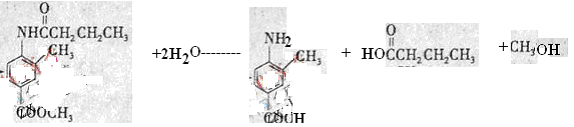 O
NHCCH₂CH₂CH₃
CH₃
COOCH₃
+2H₂O--------
NH₂
CH₃
COOH
+
O
HOCCH₂CH₂CH₃
+CH₃OH